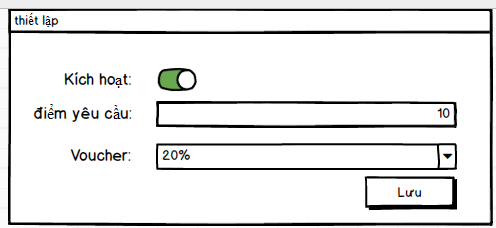 thiết lập
Kích hoạt:
điểm yêu cầu: 10
Voucher: 20%
Lưu